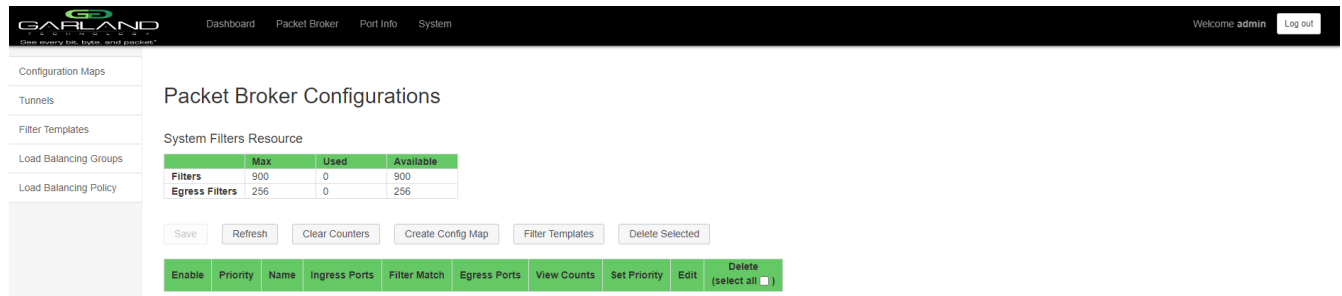 GARLAND
TECHNOLOGY
See every bit, byte, and packet®
Dashboard Packet Broker Port Info System
Welcome admin Log out
Configuration Maps
Tunnels
Filter Templates
Load Balancing Groups
Load Balancing Policy
Packet Broker Configurations
System Filters Resource
Max Used Available
Filters 900 0 900
Egress Filters 256 0 256
Save Refresh Clear Counters Create Config Map Filter Templates Delete Selected
Enable Priority Name Ingress Ports Filter Match Egress Ports View Counts Set Priority Edit Delete
(select all )